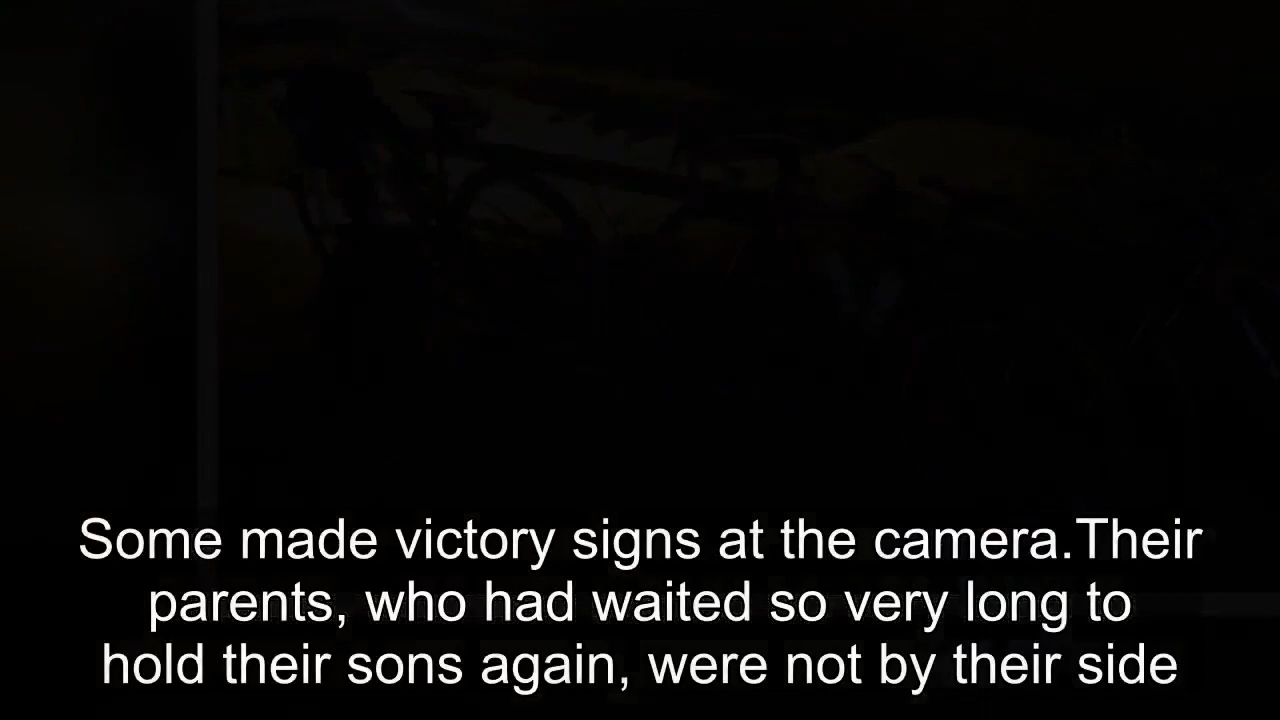 Some made victory signs at the camera.Their
parents, who had waited so very long to
hold their sons again, were not by their side